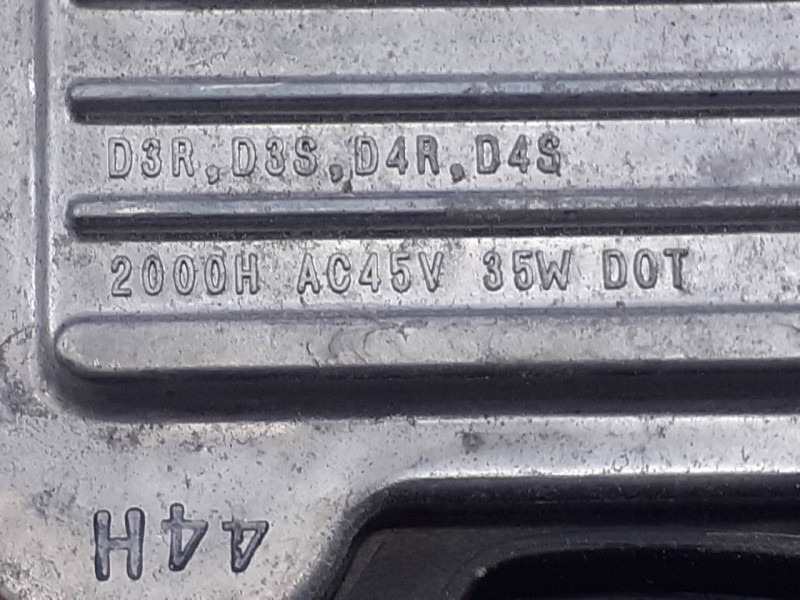 D3R,D3S,D4R,D4S
2000H AC45V 35W DOT
44H